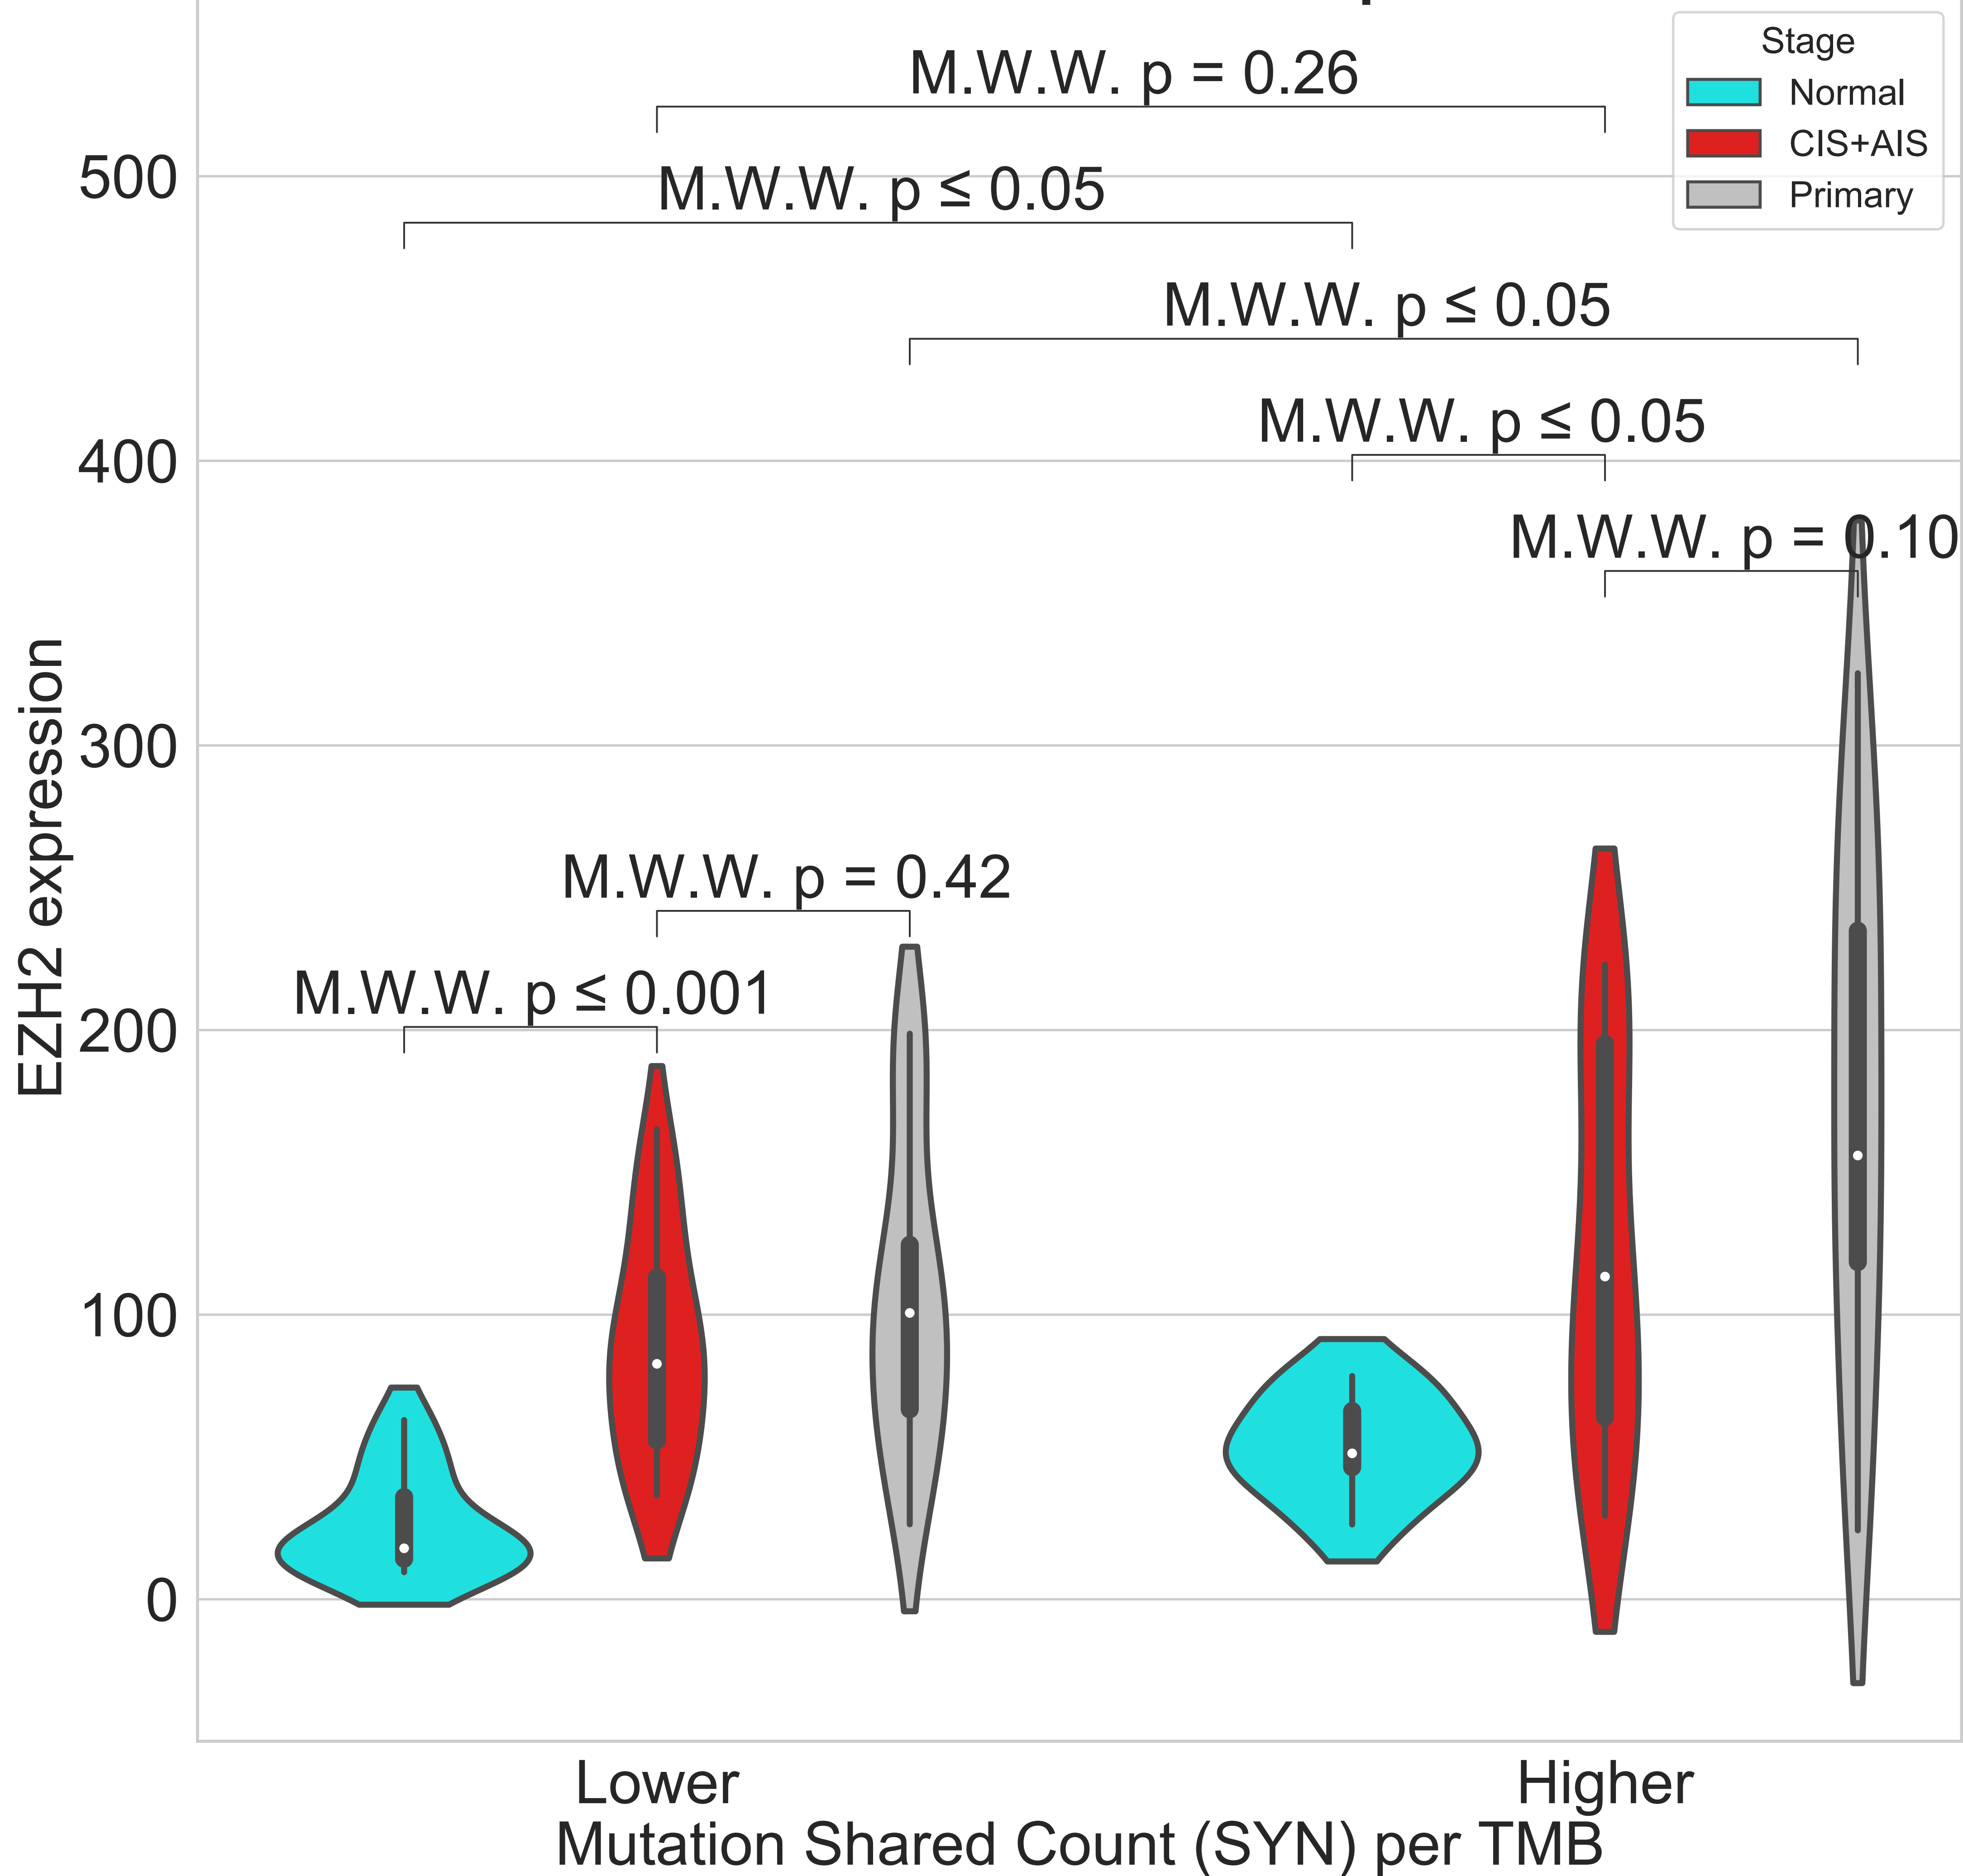 Stage
Normal
CIS+AIS
Primary
M.W.W. p = 0.26
M.W.W. p ≤ 0.05
M.W.W. p ≤ 0.05
M.W.W. p ≤ 0.05
M.W.W. p = 0.10
M.W.W. p = 0.42
M.W.W. p ≤ 0.001
500
400
300
200
100
0
EZH2 expression
Lower
Higher
Mutation Shared Count (SYN) per TMB